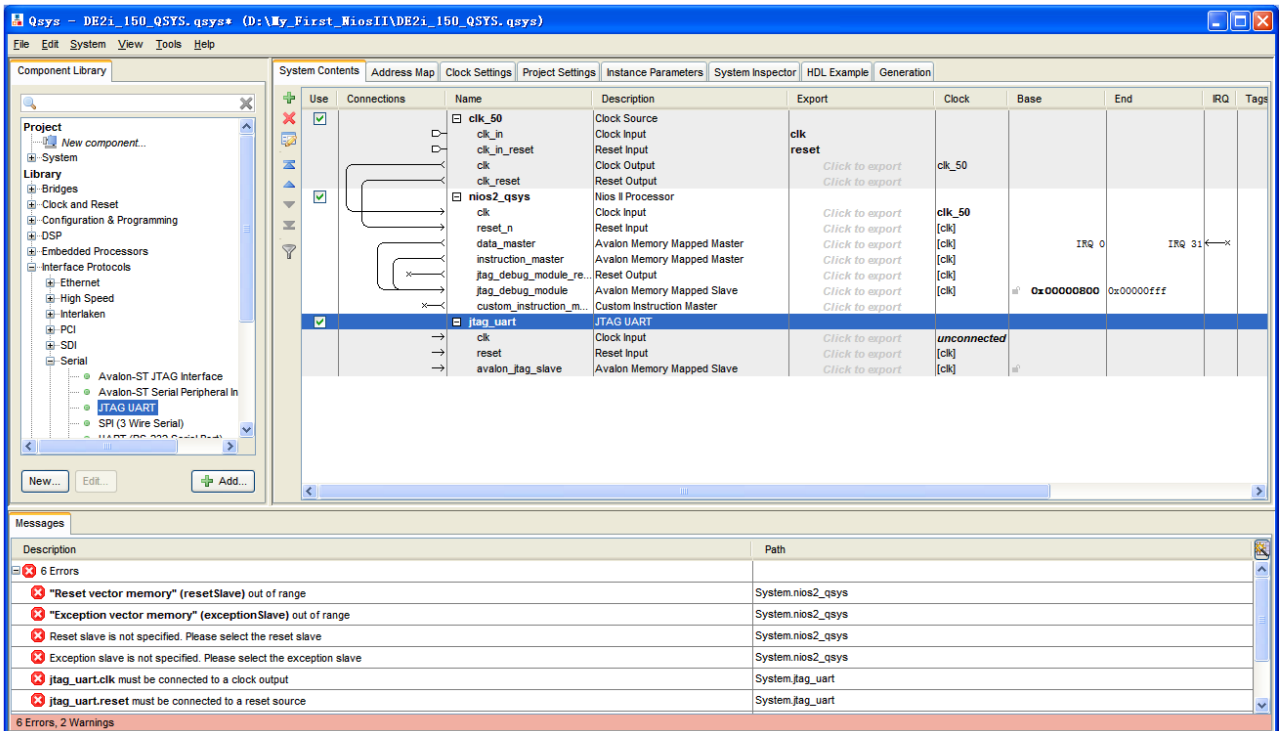 Qsys - DE2i_150_QSYS.qsys* (D:\My_First_NiosII\DE2i_150_QSYS.qsys)
File Edit System View Tools Help
Component Library
Project
New component...
System
Library
Bridges
Clock and Reset
Configuration & Programming
DSP
Embedded Processors
Interface Protocols
Ethernet
High Speed
Interlaken
PCI
SDI
Serial
Avalon-ST JTAG Interface
Avalon-ST Serial Peripheral In
JTAG UART
SPI (3 Wire Serial)
UART (RS-232 Serial Port)
New... Edit... Add...
System Contents Address Map Clock Settings Project Settings Instance Parameters System Inspector HDL Example Generation
Use Connections Name Description Export Clock Base End IRQ Tags
clk_50 Clock Source
clk_in Clock Input clk
clk_in_reset Reset Input reset
clk Clock Output Click to export clk_50
clk_reset Reset Output Click to export
nios2_qsys Nios II Processor
clk Clock Input Click to export clk_50
reset_n Reset Input Click to export [clk]
data_master Avalon Memory Mapped Master Click to export [clk] IRQ 0 IRQ 31
instruction_master Avalon Memory Mapped Master Click to export [clk]
jtag_debug_module_re... Reset Output Click to export [clk]
jtag_debug_module Avalon Memory Mapped Slave Click to export [clk] 0x00000800 0x00000fff
custom_instruction_m... Custom Instruction Master Click to export
jtag_uart JTAG UART
clk Clock Input Click to export unconnected
reset Reset Input Click to export [clk]
avalon_jtag_slave Avalon Memory Mapped Slave Click to export [clk]
Messages
Description Path
6 Errors
"Reset vector memory" (resetSlave) out of range System.nios2_qsys
"Exception vector memory" (exceptionSlave) out of range System.nios2_qsys
Reset slave is not specified. Please select the reset slave System.nios2_qsys
Exception slave is not specified. Please select the exception slave System.nios2_qsys
jtag_uart.clk must be connected to a clock output System.jtag_uart
jtag_uart.reset must be connected to a reset source System.jtag_uart
6 Errors, 2 Warnings